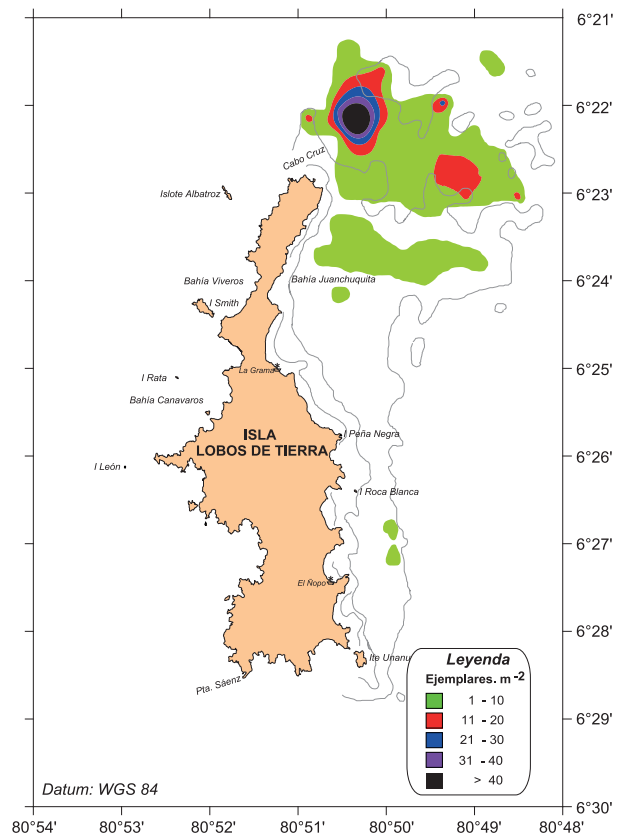 6°21'
6°22'
Cabo Cruz
Islote Albatroz
6°23'
Bahía Viveros
Bahía Juanchuquita
6°24'
I Smith
La Grama
6°25'
I Rata
Bahía Canavaros
ISLA
LOBOS DE TIERRA
I Peña Negra
6°26'
I León
I Roca Blanca
6°27'
El Ñopo
6°28'
Ite Unanu
Pta. Sáenz
Leyenda
Ejemplares. m -2
1 - 10
11 - 20
21 - 30
31 - 40
> 40
6°29'
Datum: WGS 84
6°30'
80°54' 80°53' 80°52' 80°51' 80°50' 80°49' 80°48'